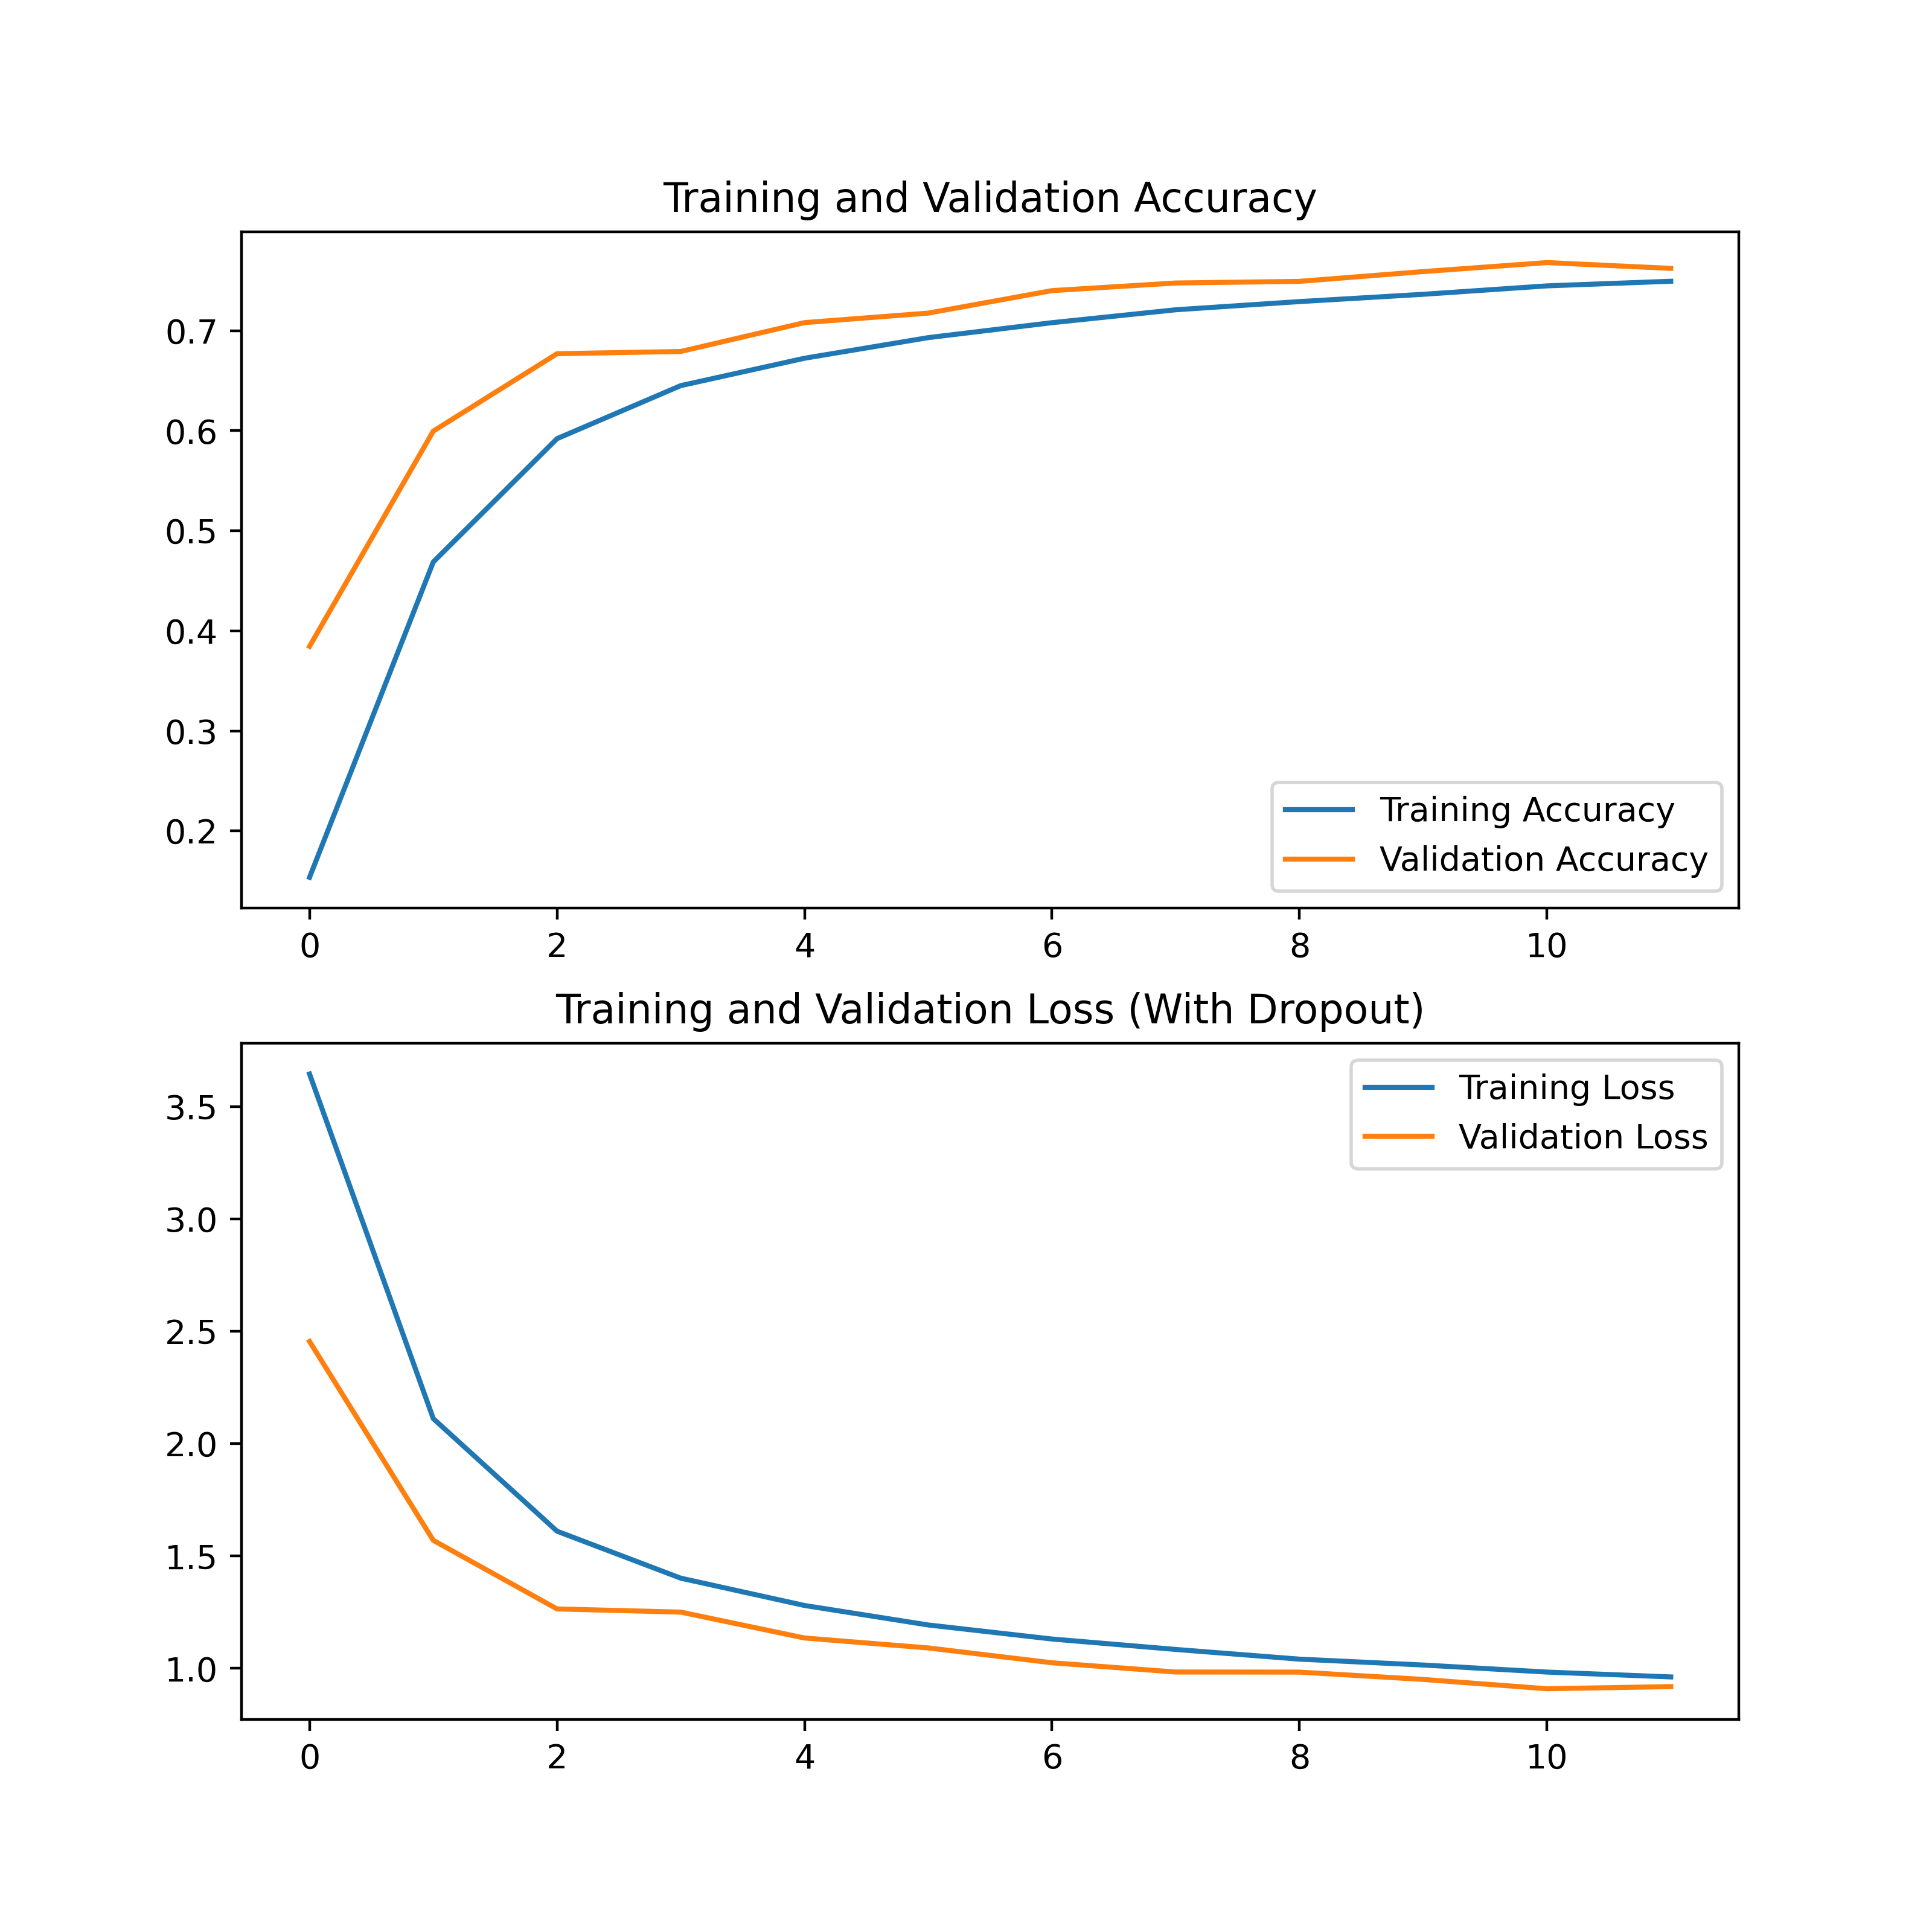 Training and Validation Accuracy
0.7
0.6
0.5
0.4
0.3
0.2
Training Accuracy
Validation Accuracy
0 2 4 6 8 10
Training and Validation Loss (With Dropout)
3.5
3.0
2.5
2.0
1.5
1.0
Training Loss
Validation Loss
0 2 4 6 8 10